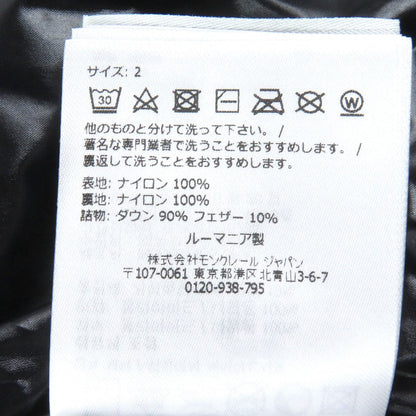 サイズ: 2
30 W
他のものと分けて洗って下さい。/
著名な専門業者で洗うことをおすすめします。/
裏返して洗うことをおすすめします。
表地: ナイロン 100%
裏地: ナイロン 100%
詰物: ダウン 90% フェザー 10%
ルーマニア製
株式会社モンクレール ジャパン
〒107-0061 東京都港区北青山3-6-7
0120-938-795